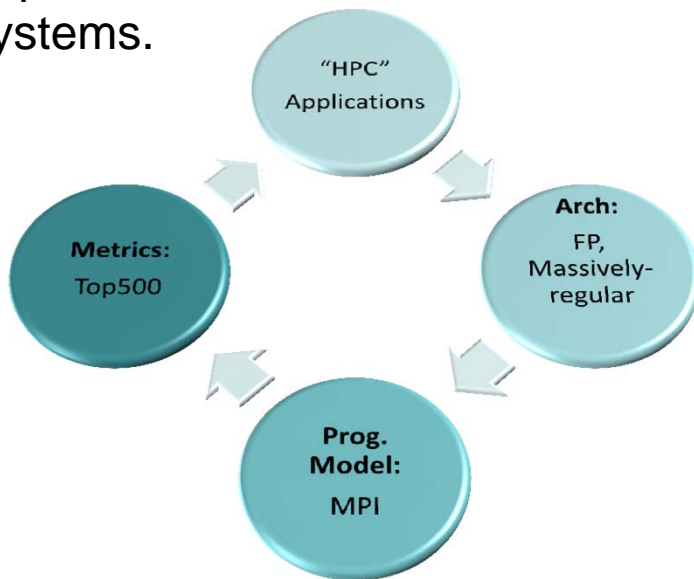 ystems.
“HPC”
Applications
Arch:
FP,
Massively-
regular
Prog.
Model:
MPI
Metrics:
Top500